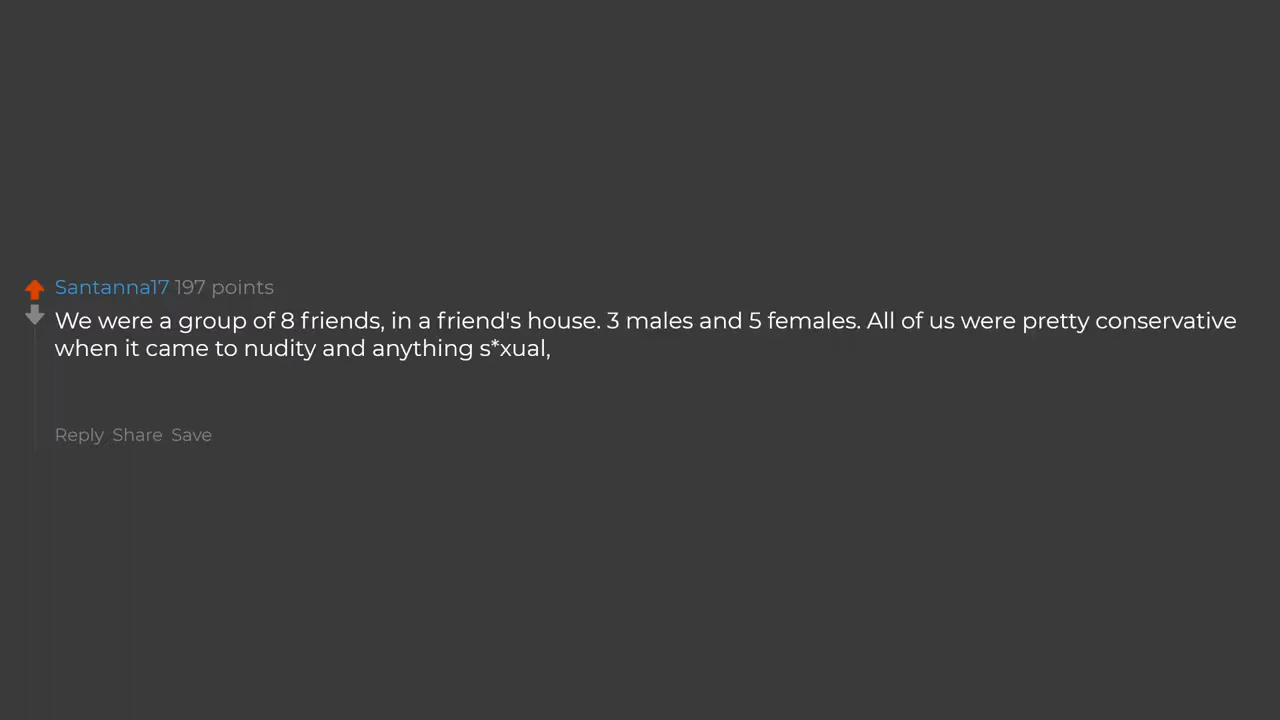 Santanna17 197 points
We were a group of 8 friends, in a friend's house. 3 males and 5 females. All of us were pretty conservative
when it came to nudity and anything s*xual,
Reply Share Save